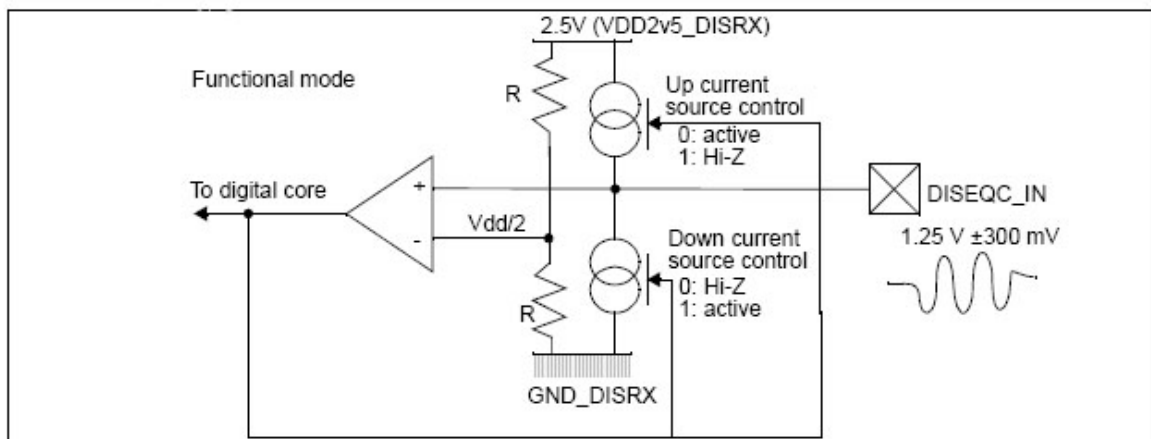 2.5V (VDD2v5_DISRX)
Functional mode
R
Up current
source control
0: active
1: Hi-Z
To digital core
+
-
Vdd/2
DISEQC_IN
1.25 V ±300 mV
Down current
source control
0: Hi-Z
1: active
R
GND_DISRX